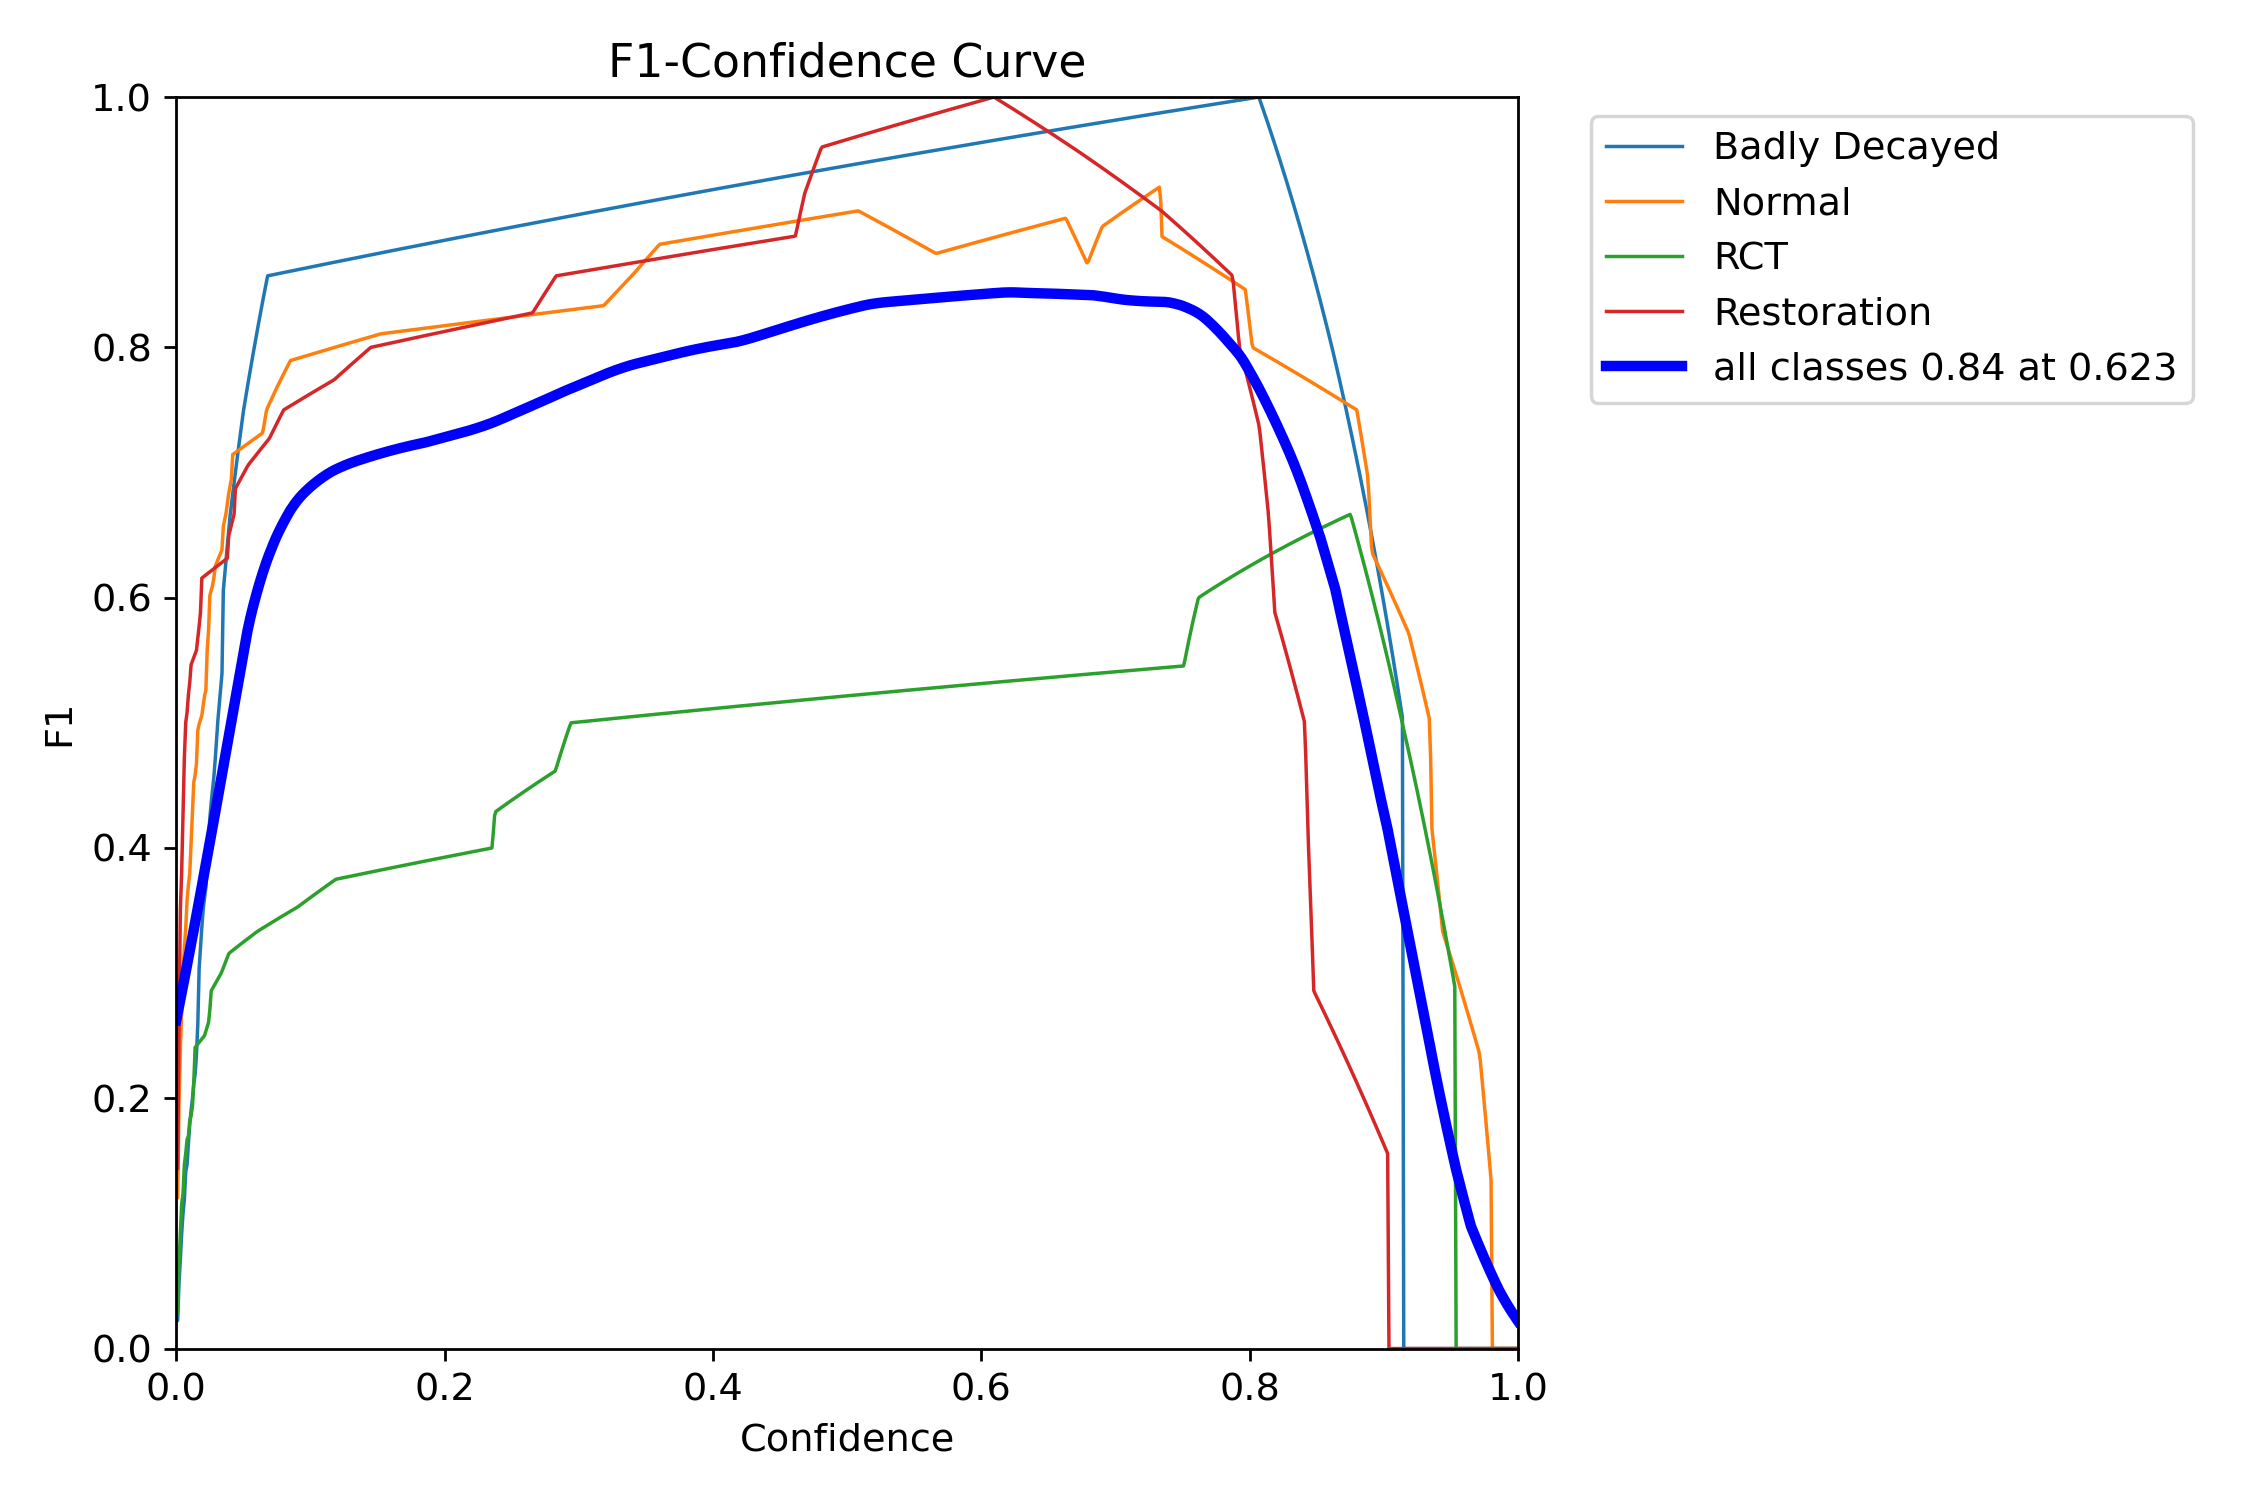 F1-Confidence Curve
1.0
0.8
0.6
0.4
0.2
0.0
F1
0.0 0.2 0.4 0.6 0.8 1.0
Confidence
Badly Decayed
Normal
RCT
Restoration
all classes 0.84 at 0.623